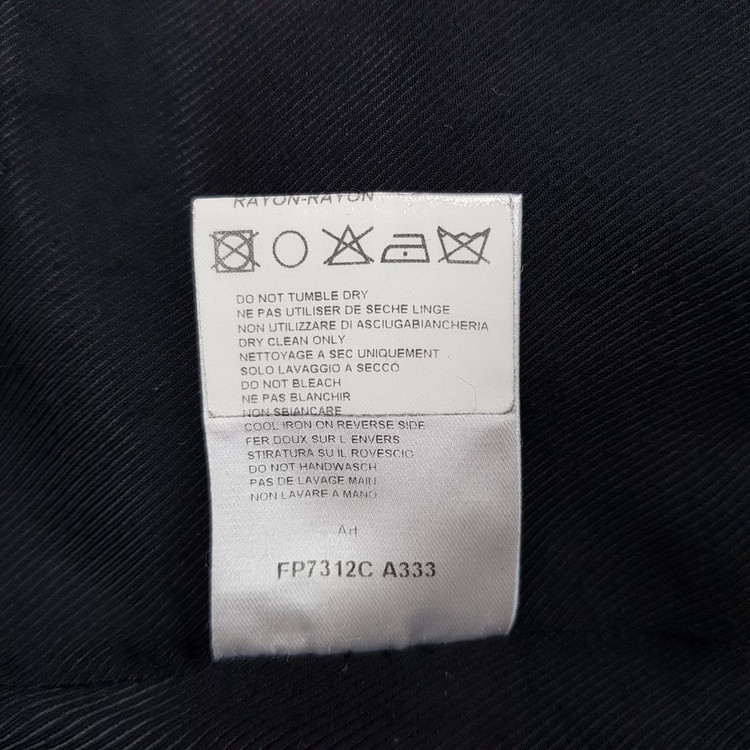 RAYON-RAYON
DO NOT TUMBLE DRY
NE PAS UTILISER DE SECHE LINGE
NON UTILIZZARE DI ASCIUGABIANCHERIA
DRY CLEAN ONLY
NETTOYAGE A SEC UNIQUEMENT
SOLO LAVAGGIO A SECCO
DO NOT BLEACH
NE PAS BLANCHIR
NON SBIANCARE
COOL IRON ON REVERSE SIDE
FER DOUX SUR L ENVERS
STIRATURA SU IL ROVESCIO
DO NOT HANDWASH
PAS DE LAVAGE MAIN
NON LAVARE A MANO
Art
FP7312C A333